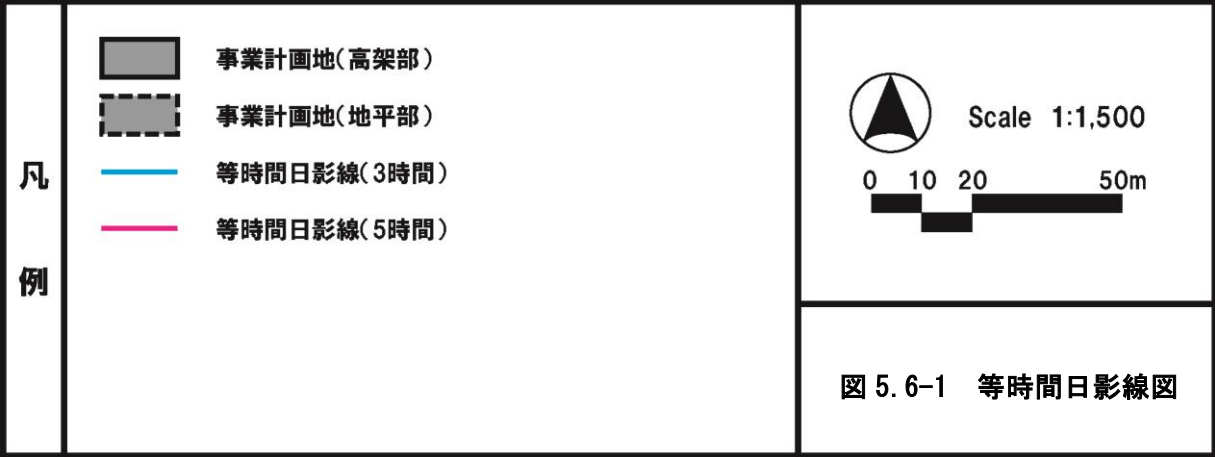 凡例
事業計画地(高架部)
事業計画地(地平部)
等時間日影線(3時間)
等時間日影線(5時間)
Scale 1:1,500
0 10 20 50m
図 5.6-1 等時間日影線図